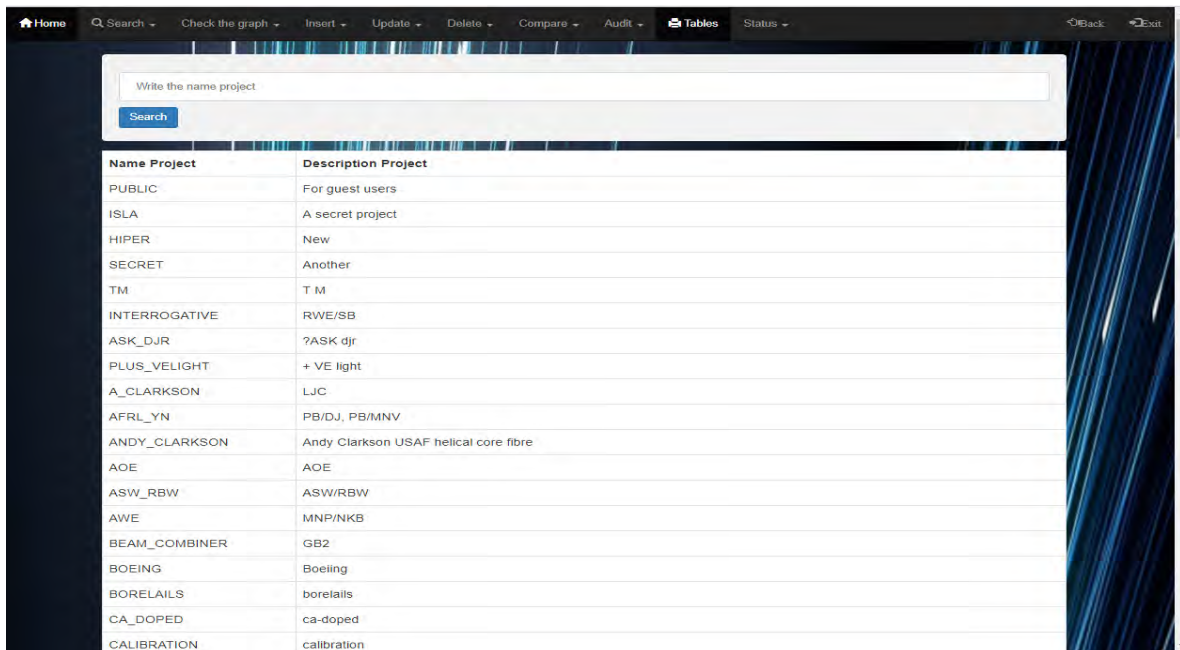 Home Search Check the graph Insert Update Delete Compare Audit Tables Status Back Exit
Write the name project
Search
Name Project Description Project
PUBLIC For guest users
ISLA A secret project
HIPER New
SECRET Another
TM T M
INTERROGATIVE RWE/SB
ASK_DJR ?ASK djr
PLUS_VELIGHT + VE light
A_CLARKSON LJC
AFRL_YN PB/DJ, PB/MNV
ANDY_CLARKSON Andy Clarkson USAF helical core fibre
AOE AOE
ASW_RBW ASW/RBW
AWE MNP/NKB
BEAM_COMBINER GB2
BOEING Boeiing
BORELAILS borelails
CA_DOPED ca-doped
CALIBRATION calibration